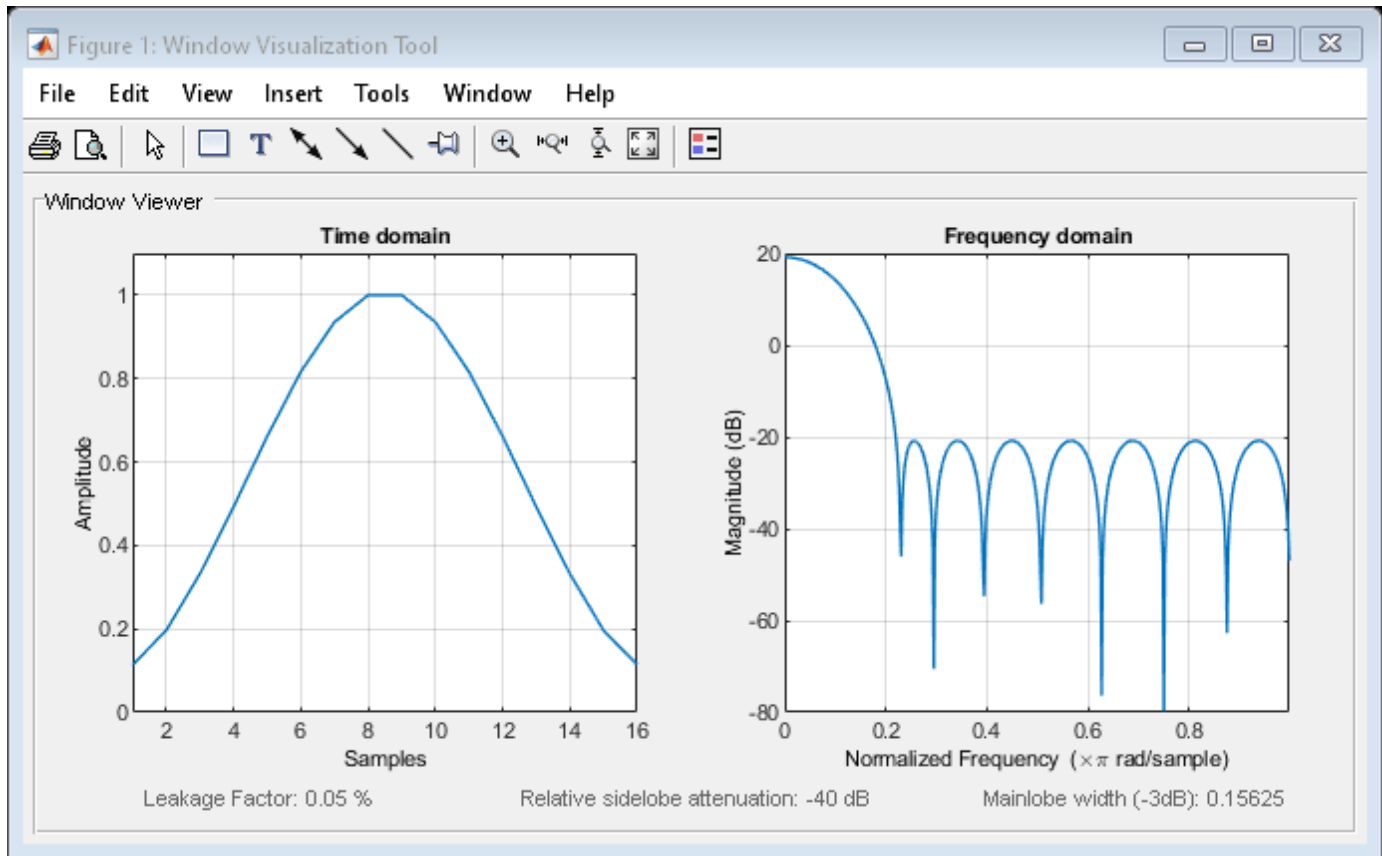 Figure 1: Window Visualization Tool
File Edit View Insert Tools Window Help
T
Window Viewer
Time domain
1
0.8
0.6
0.4
0.2
0
Amplitude
2 4 6 8 10 12 14 16
Samples
Frequency domain
20
0
-20
-40
-60
-80
Magnitude (dB)
0 0.2 0.4 0.6 0.8
Normalized Frequency (×π rad/sample)
Leakage Factor: 0.05 % Relative sidelobe attenuation: -40 dB Mainlobe width (-3dB): 0.15625